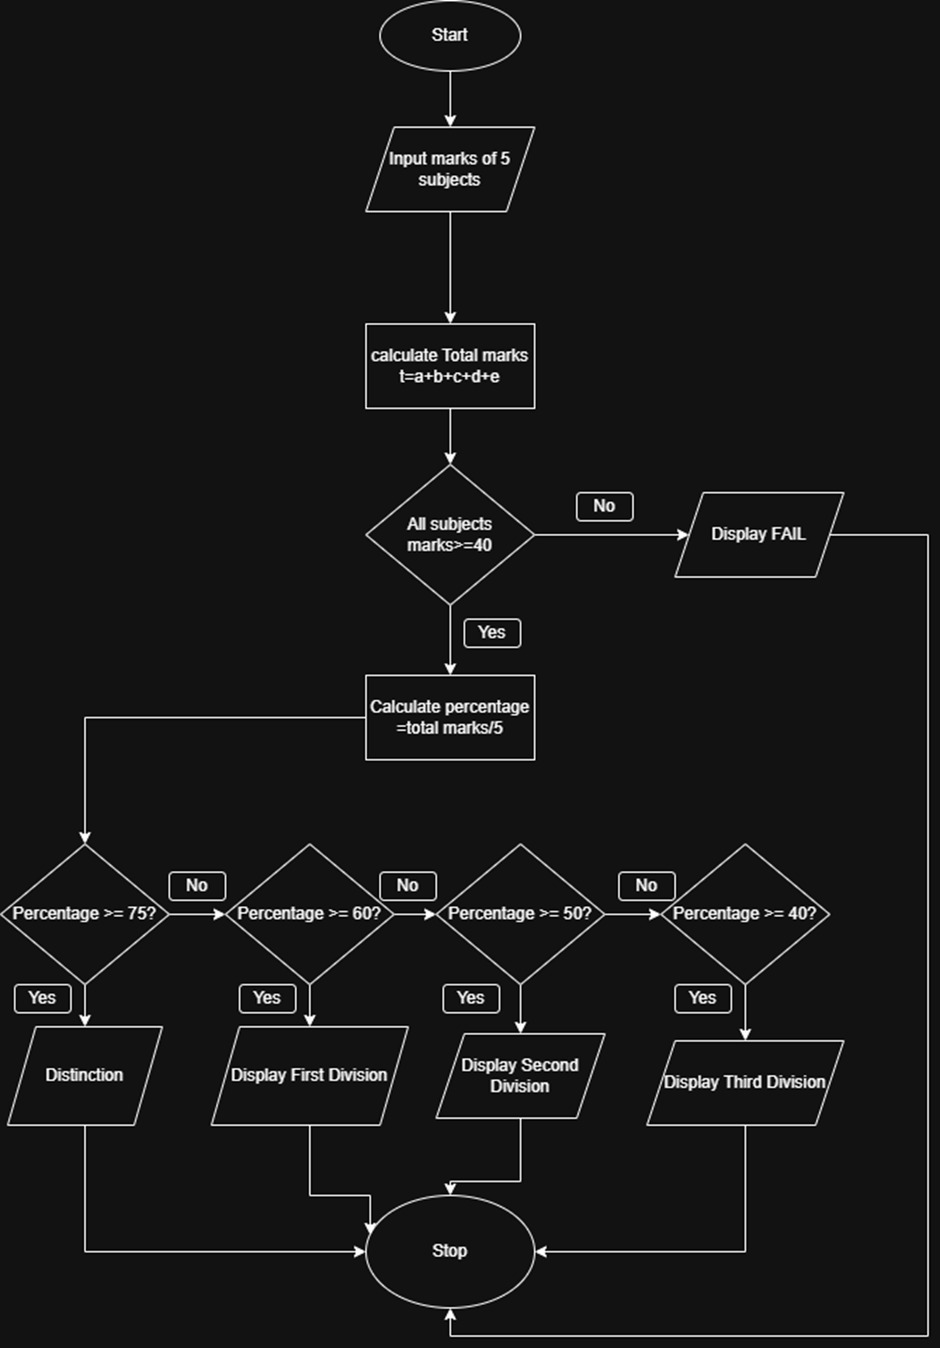 Start
Input marks of 5
subjects
calculate Total marks
t=a+b+c+d+e
All subjects
marks>=40
No
Display FAIL
Yes
Calculate percentage
=total marks/5
Percentage >= 75?
No
Percentage >= 60?
No
Percentage >= 50?
No
Percentage >= 40?
Yes
Yes
Yes
Yes
Distinction
Display First Division
Display Second
Division
Display Third Division
Stop